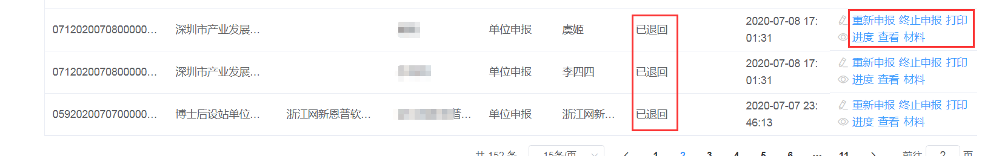 0712020070800000... 深圳市产业发展... 单位申报 虞姬 已退回 2020-07-08 17: 重新申报 终止申报 打印
01:31 进度 查看 材料
0712020070800000... 深圳市产业发展... 单位申报 李四四 已退回 2020-07-08 17: 重新申报 终止申报 打印
01:31 进度 查看 材料
0592020070700000... 博士后设站单位... 浙江网新恩普软... 普... 单位申报 浙江网新... 已退回 2020-07-07 23: 重新申报 终止申报 打印
46:13 进度 查看 材料
共 152 条 15条/页 1 2 3 4 5 6 ... 11 前往 2 页